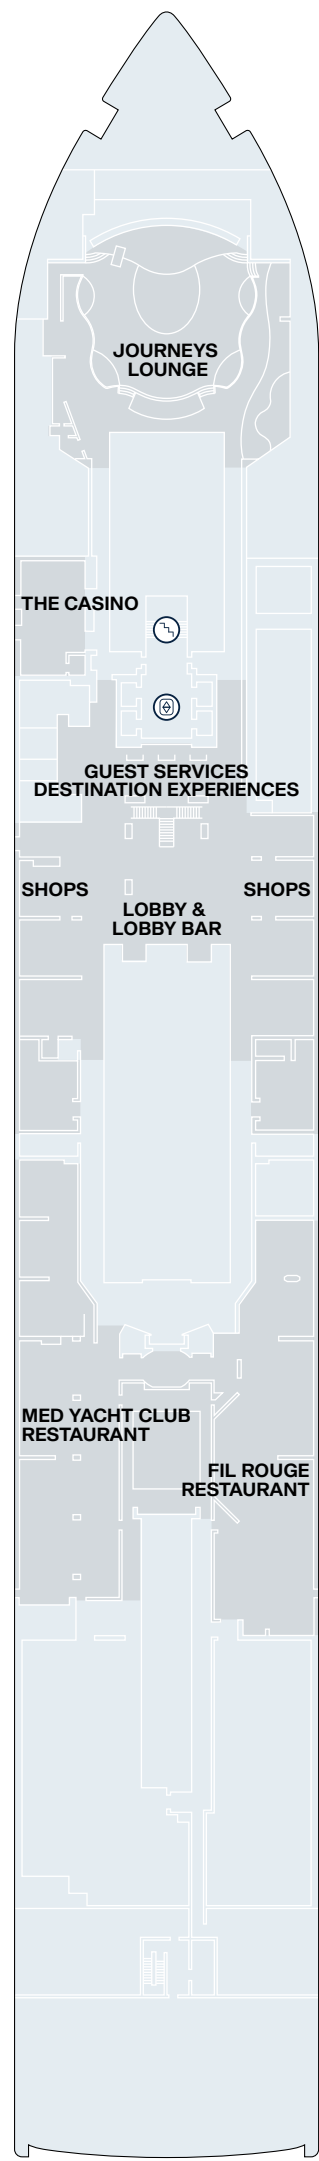 JOURNEYS
LOUNGE
THE CASINO
GUEST SERVICES
DESTINATION EXPERIENCES
SHOPS
SHOPS
LOBBY &
LOBBY BAR
MED YACHT CLUB
RESTAURANT
FIL ROUGE
RESTAURANT